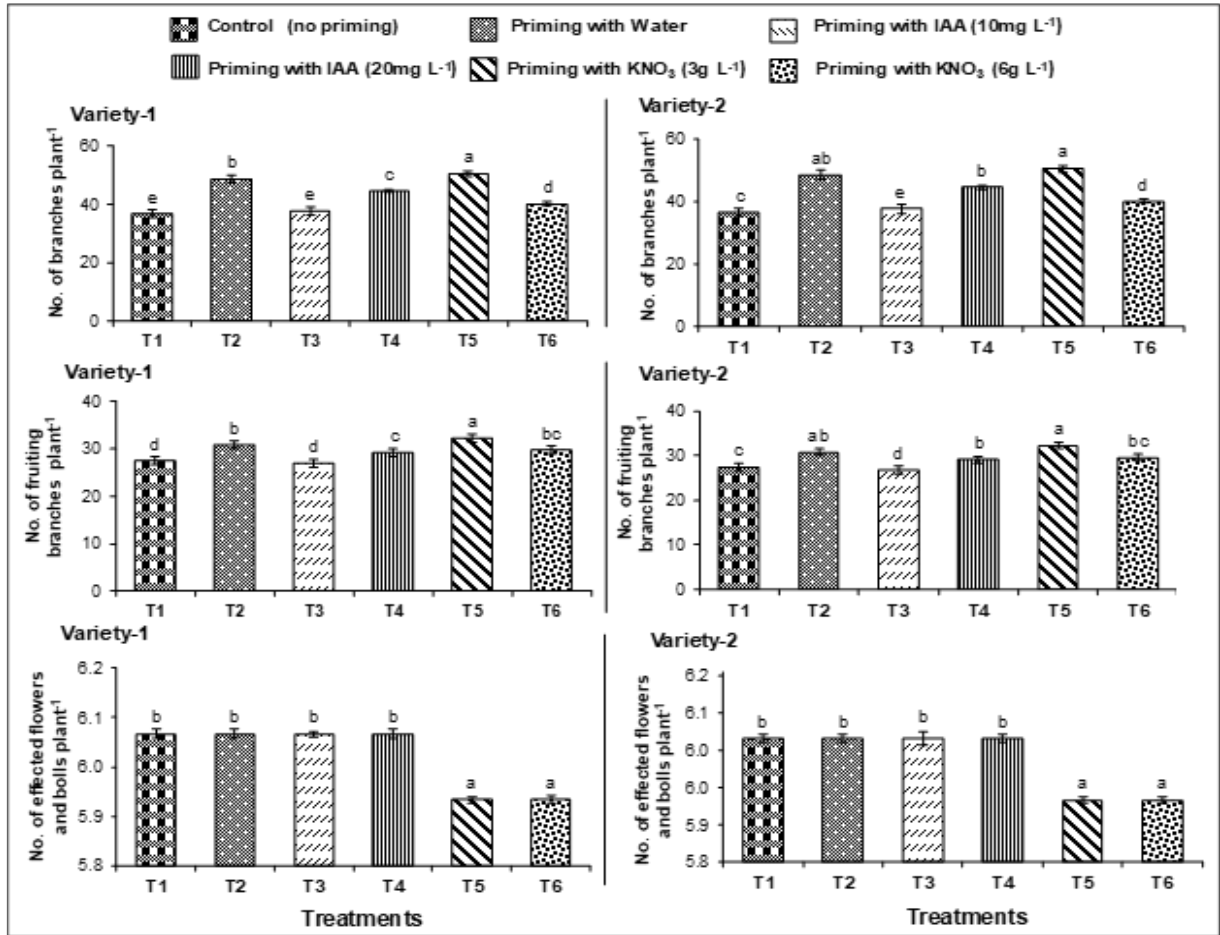 Control (no priming) Priming with Water Priming with IAA (10mg L⁻¹)
Priming with IAA (20mg L⁻¹) Priming with KNO₃ (3g L⁻¹) Priming with KNO₃ (6g L⁻¹)
Variety-1
No. of branches plant⁻¹
60
40
20
0
e b e c a d
T1 T2 T3 T4 T5 T6
Variety-2
No. of branches plant⁻¹
60
40
20
0
c ab e b a d
T1 T2 T3 T4 T5 T6
Variety-1
No. of fruiting
branches plant⁻¹
40
30
20
10
0
d b d c a bc
T1 T2 T3 T4 T5 T6
Variety-2
No. of fruiting
branches plant⁻¹
40
30
20
10
0
c ab d b a bc
T1 T2 T3 T4 T5 T6
Variety-1
No. of effected flowers
and bolls plant⁻¹
6.2
6.1
6.0
5.9
5.8
b b b b a a
T1 T2 T3 T4 T5 T6
Treatments
Variety-2
No. of effected flowers
and bolls plant⁻¹
6.2
6.1
6.0
5.9
5.9
5.8
b b b b a a
T1 T2 T3 T4 T5 T6
Treatments